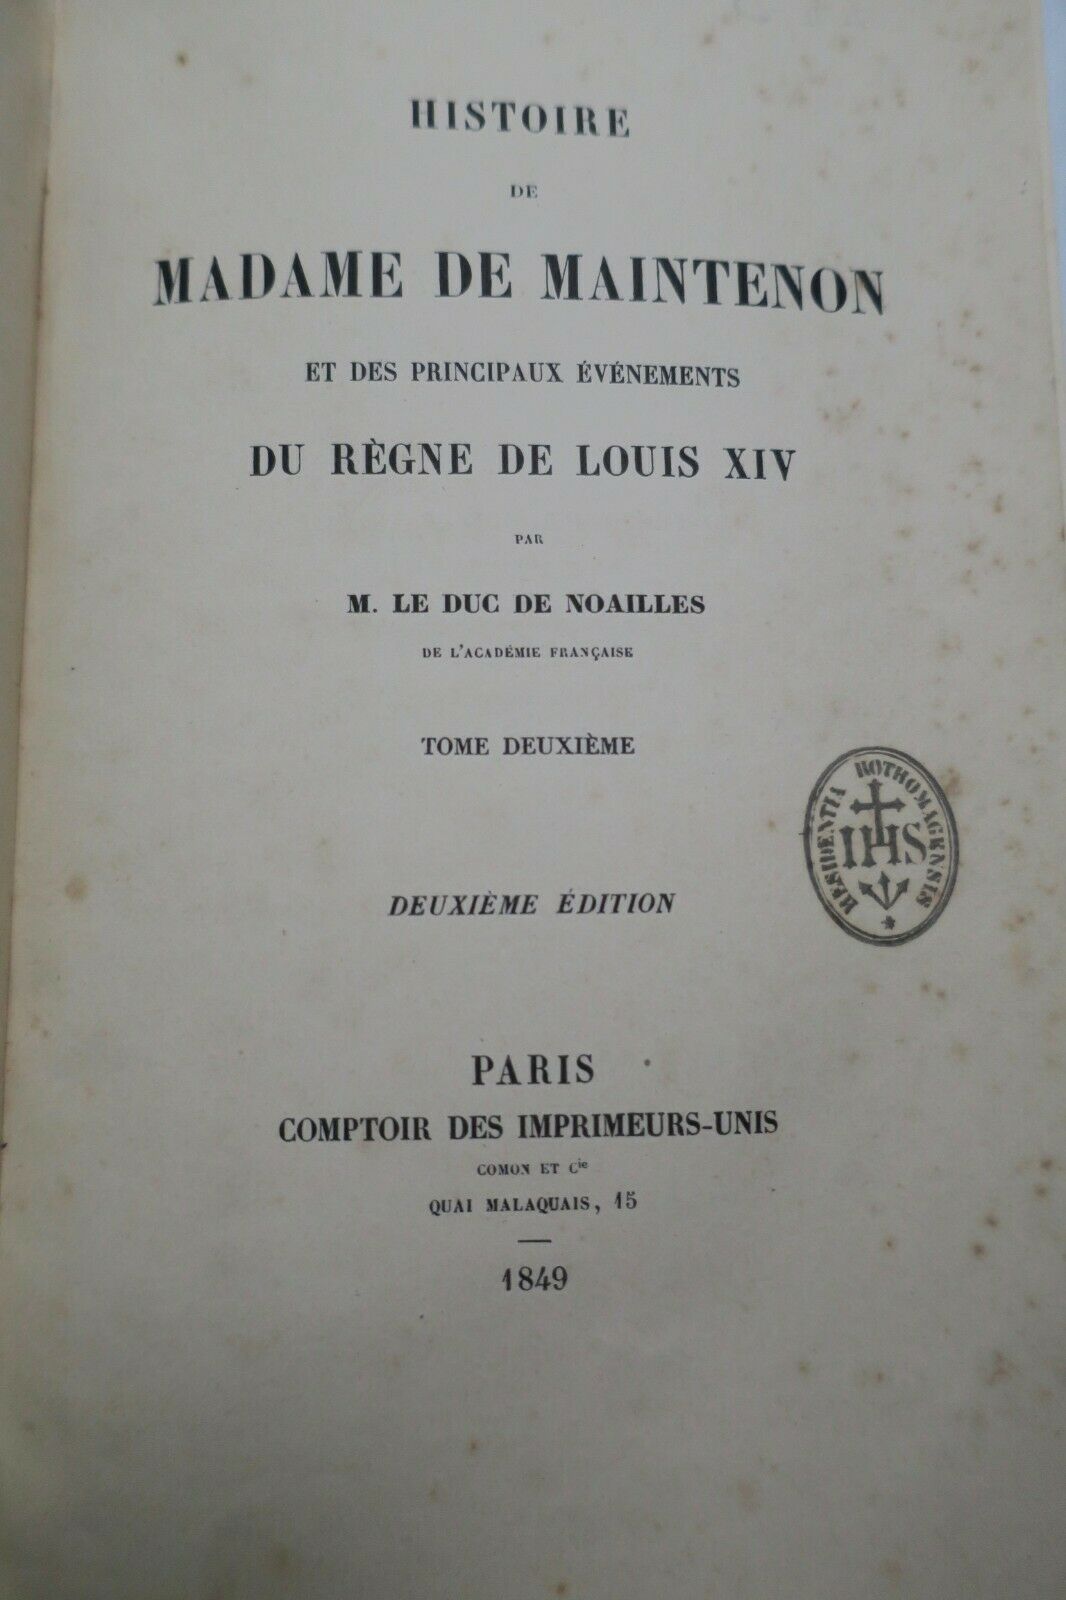 HISTOIRE
DE
MADAME DE MAINTENON
ET DES PRINCIPAUX ÉVÉNEMENTS
DU RÈGNE DE LOUIS XIV
PAR
M. LE DUC DE NOAILLES
DE L'ACADÉMIE FRANÇAISE
TOME DEUXIÈME
RESIDENTIA ROTHOMAGENSIS
IHS
DEUXIÈME ÉDITION
PARIS
COMPTOIR DES IMPRIMEURS-UNIS
COMON ET Cie
QUAI MALAQUAIS, 15
1849